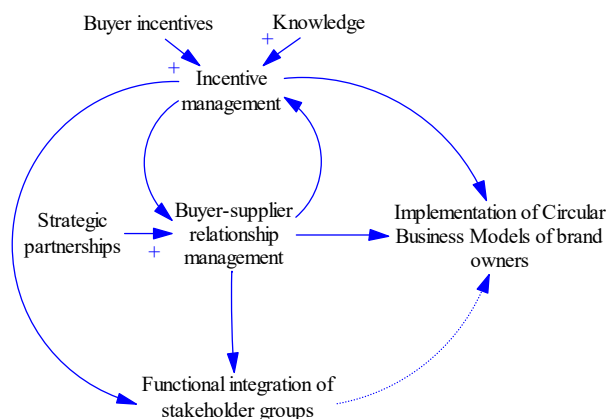 Buyer incentives
Knowledge
+
+
Incentive
management
Strategic
partnerships
+
Buyer-supplier
relationship
management
Implementation of Circular
Business Models of brand
owners
Functional integration of
stakeholder groups